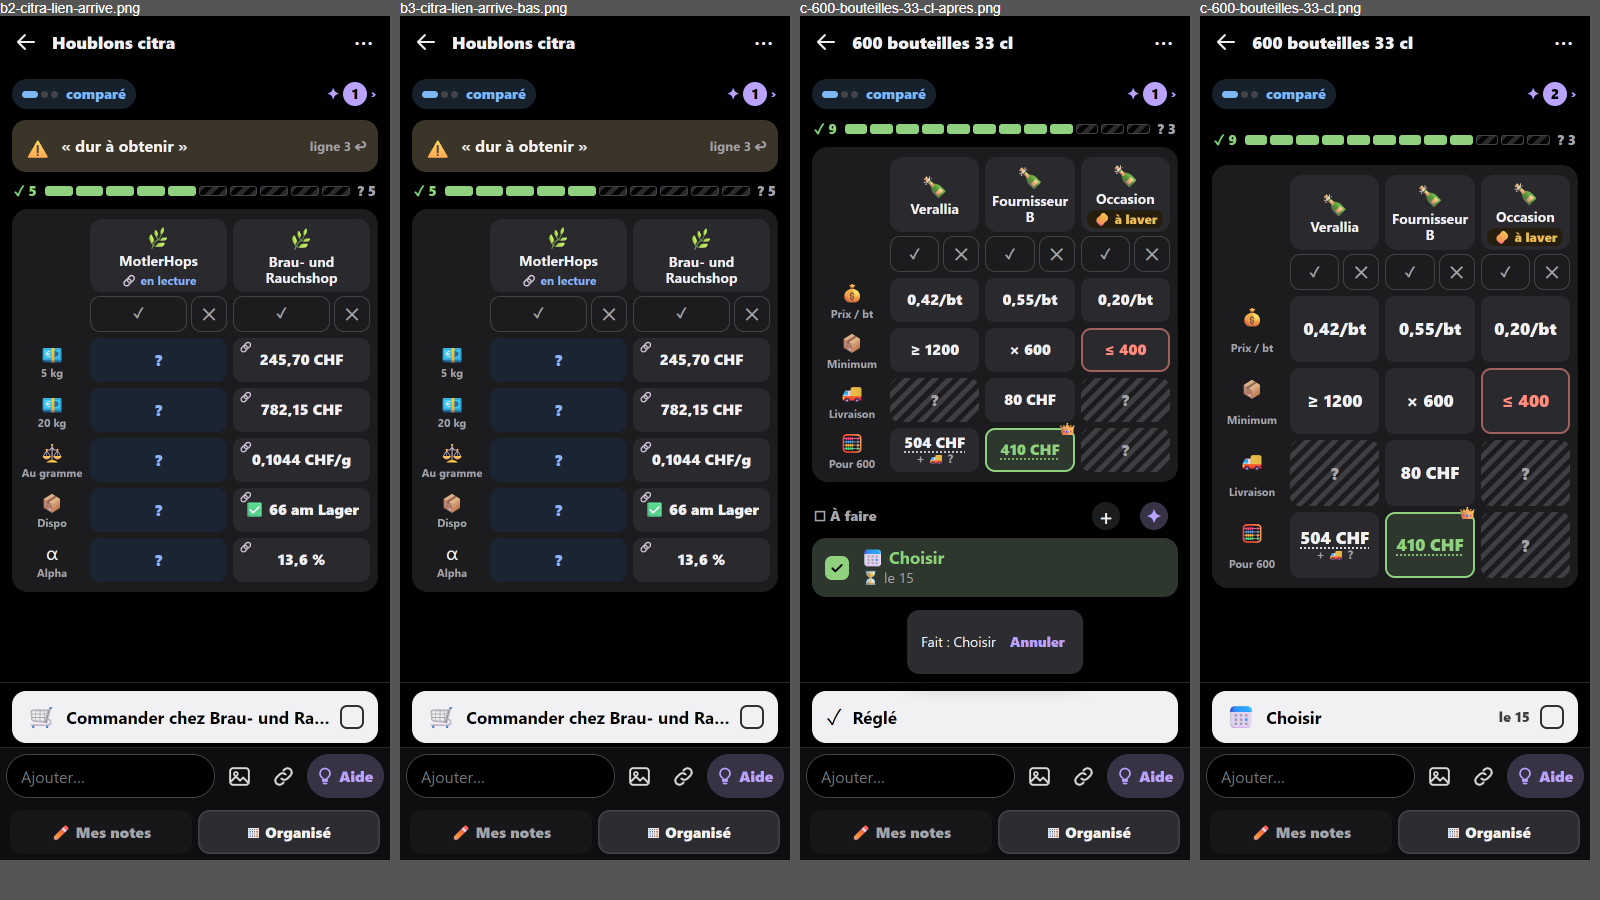 b2-citra-lien-arrive.png
Houblons citra
comparé
1
« dur à obtenir »
ligne 3
5
? 5
MotlerHops
en lecture
Brau- und Rauchshop
5 kg
?
245,70 CHF
20 kg
?
782,15 CHF
Au gramme
?
0,1044 CHF/g
Dispo
?
66 am Lager
α
Alpha
?
13,6 %
Commander chez Brau- und Ra...
Ajouter...
Aide
Mes notes
Organisé
b3-citra-lien-arrive-bas.png
Houblons citra
comparé
1
« dur à obtenir »
ligne 3
5
? 5
MotlerHops
en lecture
Brau- und Rauchshop
5 kg
?
245,70 CHF
20 kg
?
782,15 CHF
Au gramme
?
0,1044 CHF/g
Dispo
?
66 am Lager
α
Alpha
?
13,6 %
Commander chez Brau- und Ra...
Ajouter...
Aide
Mes notes
Organisé
c-600-bouteilles-33-cl-apres.png
600 bouteilles 33 cl
comparé
1
9
? 3
Verallia
Fournisseur B
Occasion
à laver
Prix / bt
0,42/bt
0,55/bt
0,20/bt
Minimum
≥ 1200
× 600
≤ 400
Livraison
?
80 CHF
?
Pour 600
504 CHF
+ ?
410 CHF
?
À faire
+
Choisir
le 15
Fait : Choisir
Annuler
Réglé
Ajouter...
Aide
Mes notes
Organisé
c-600-bouteilles-33-cl.png
600 bouteilles 33 cl
comparé
2
9
? 3
Verallia
Fournisseur B
Occasion
à laver
Prix / bt
0,42/bt
0,55/bt
0,20/bt
Minimum
≥ 1200
× 600
≤ 400
Livraison
?
80 CHF
?
Pour 600
504 CHF
+ ?
410 CHF
?
Choisir
le 15
Ajouter...
Aide
Mes notes
Organisé